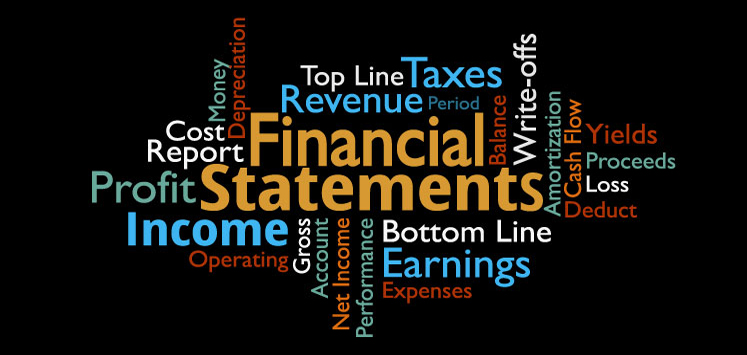 Money
Depreciation
Top Line
Taxes
Revenue
Period
Write-offs
Cost
Report
Financial
Balance
Amortization
Cash Flow
Yields
Proceeds
Loss
Deduct
Profit
Statements
Income
Gross
Account
Net Income
Performance
Bottom Line
Operating
Earnings
Expenses